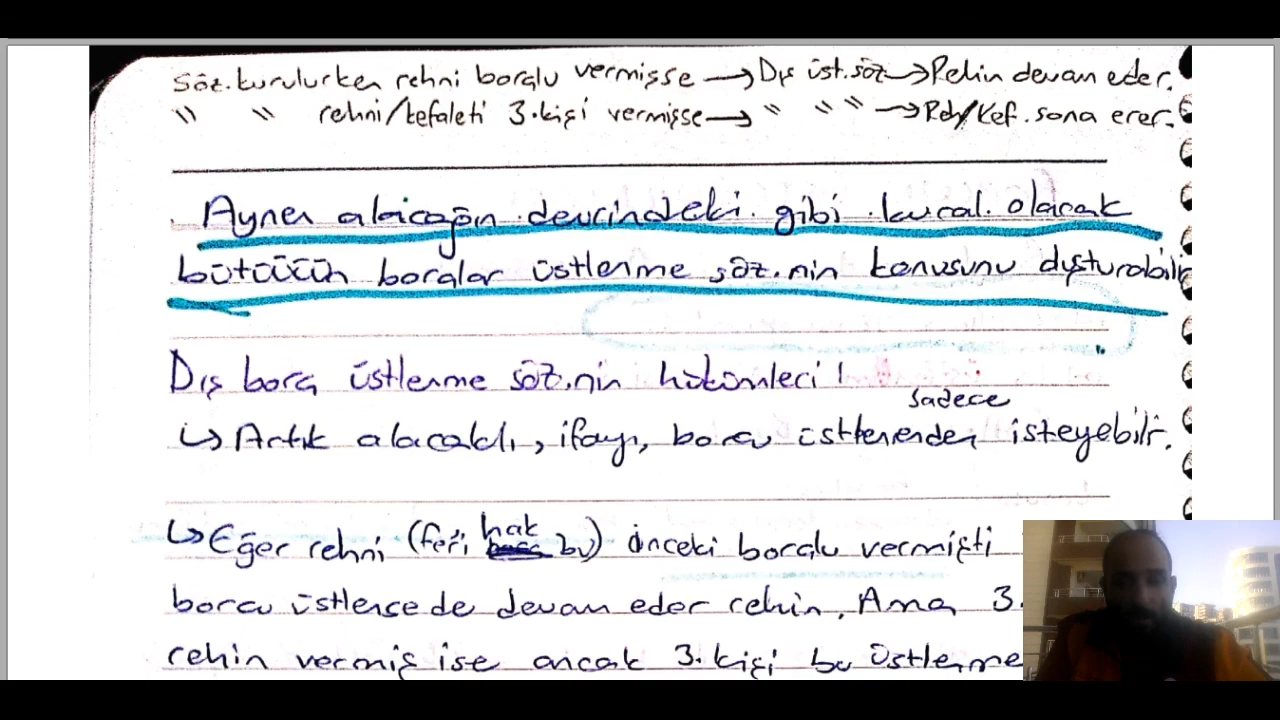 Söz. kurulurken rehni borçlu vermişse → Dış üst. söz → Rehin devam eder.
" " rehni/kefaleti 3. kişi vermişse → " " " → Reh/Kef. sona erer.
Aynen alacağın devrindeki gibi kural olacak
bütün borçlar üstlenme söz.nin konusunu oluşturabilir
Dış borç üstlenme söz.nin hükümleri!
sadece
↳ Artık alacaklı, ifayı, borcu üstlenenden isteyebilir.
hak
↳ Eğer rehni (fer'i bu) önceki borçlu vermişti
borcu üstlense de devam eder rehin. Ama 3.
rehin vermiş ise ancak 3. kişi bu üstlenme